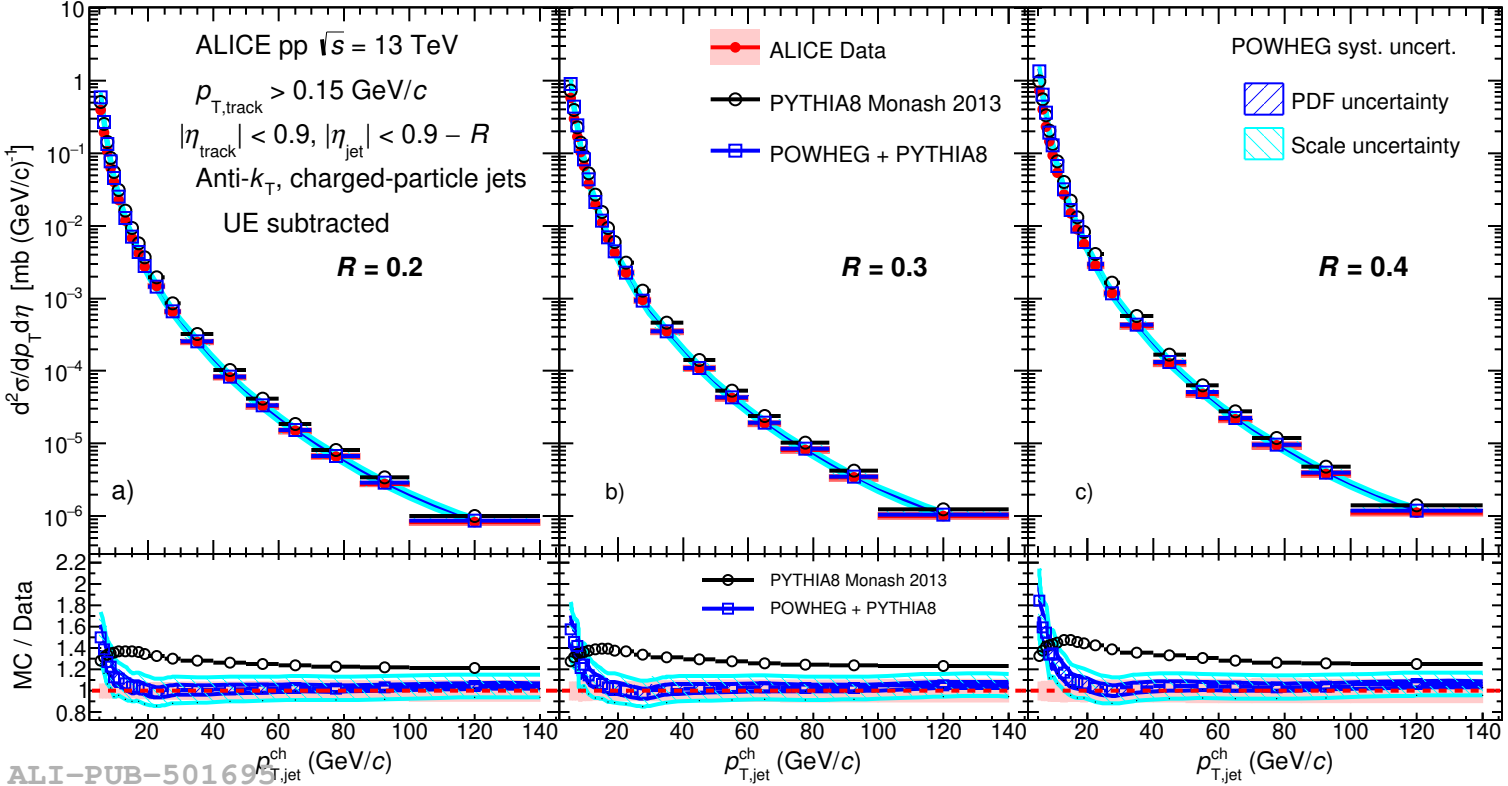 ALICE pp √s = 13 TeV
p_T,track > 0.15 GeV/c
|η_track| < 0.9, |η_jet| < 0.9 − R
Anti-k_T, charged-particle jets
UE subtracted
R = 0.2
a)
ALICE Data
PYTHIA8 Monash 2013
POWHEG + PYTHIA8
R = 0.3
b)
POWHEG syst. uncert.
PDF uncertainty
Scale uncertainty
R = 0.4
c)
d²σ/dp_T dη [mb (GeV/c)⁻¹]
10
1
10⁻¹
10⁻²
10⁻³
10⁻⁴
10⁻⁵
10⁻⁶
MC / Data
2.2
2
1.8
1.6
1.4
1.2
1
0.8
PYTHIA8 Monash 2013
POWHEG + PYTHIA8
20 40 60 80 100 120 140
20 40 60 80 100 120 140
20 40 60 80 100 120 140
p^ch_T,jet (GeV/c)
p^ch_T,jet (GeV/c)
p^ch_T,jet (GeV/c)
ALI-PUB-501695